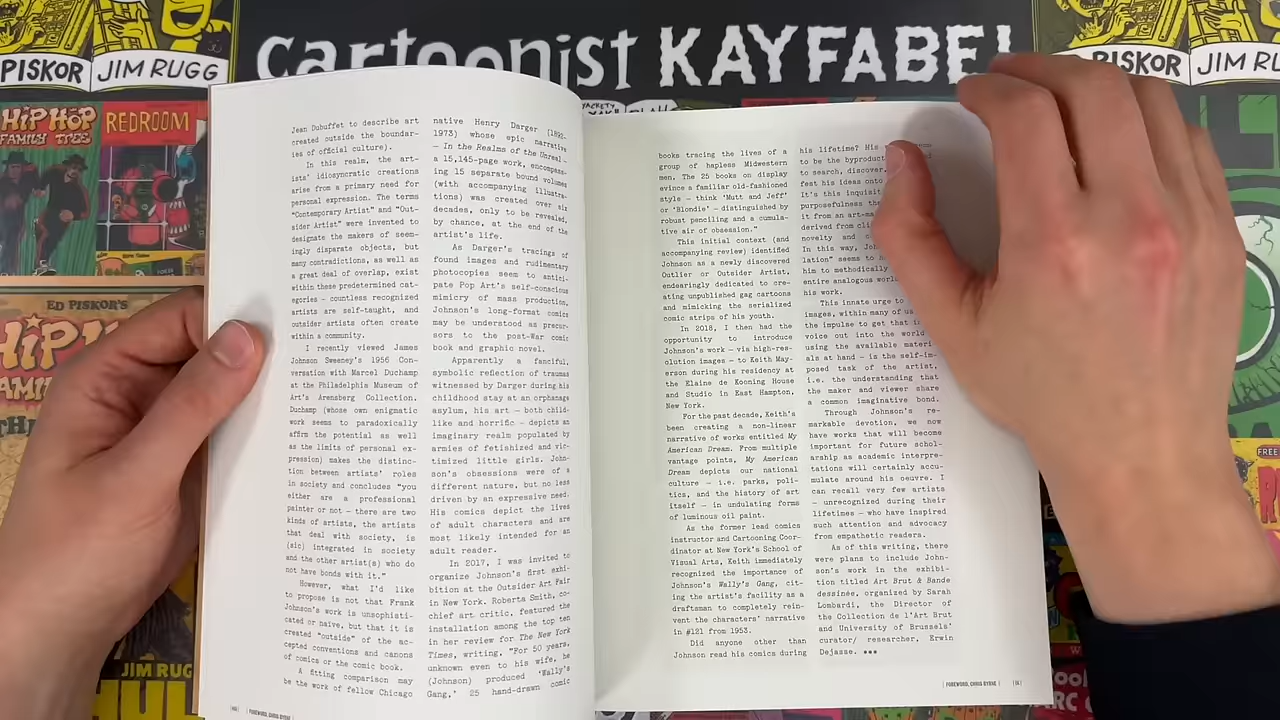 PISKOR
JIM RUGG
cartoonist KAYFABE!
PISKOR
JIM RU
HIP HOP
FAMILY TREE
REDROOM
ED PISKOR'S
HIP
FAMI
TH
JIM RUG
YACKETY
FREE
Jean Dubuffet to describe art
created outside the boundar-
ies of official culture).
In this realm, the art-
ists' idiosyncratic creations
arise from a primary need for
personal expression. The terms
"Contemporary Artist" and "Out-
sider Artist" were invented to
designate the makers of seem-
ingly disparate objects, but
many contradictions, as well as
a great deal of overlap, exist
within these predetermined cat-
egories — countless recognized
artists are self-taught, and
outsider artists often create
within a community.
I recently viewed James
Johnson Sweeney's 1956 Con-
versation with Marcel Duchamp
at the Philadelphia Museum of
Art's Arensberg Collection.
Duchamp (whose own enigmatic
work seems to paradoxically
affirm the potential as well
as the limits of personal ex-
pression) makes the distinc-
tion between artists' roles
in society and concludes "you
either are a professional
painter or not — there are two
kinds of artists, the artists
that deal with society, is
(sic) integrated in society
and the other artist(s) who do
not have bonds with it."
However, what I'd like
to propose is not that Frank
Johnson's work is unsophisti-
cated or naive, but that it is
created "outside" of the ac-
cepted conventions and canons
of comics or the comic book.
A fitting comparison may
be the work of fellow Chicago
native Henry Darger (1892-
1973) whose epic narrative
— In the Realms of the Unreal —
a 15,145-page work, encompass-
ing 15 separate bound volumes
(with accompanying illustra-
tions) was created over six
decades, only to be revealed,
by chance, at the end of the
artist's life.
As Darger's tracings of
found images and rudimentary
photocopies seem to antici-
pate Pop Art's self-conscious
mimicry of mass production,
Johnson's long-format comics
may be understood as precur-
sors to the post-War comic
book and graphic novel.
Apparently a fanciful,
symbolic reflection of traumas
witnessed by Darger during his
childhood stay at an orphanage
asylum, his art — both child-
like and horrific — depicts an
imaginary realm populated by
armies of fetishized and vic-
timized little girls. John-
son's obsessions were of a
different nature, but no less
driven by an expressive need.
His comics depict the lives
of adult characters and are
most likely intended for an
adult reader.
In 2017, I was invited to
organize Johnson's first exhi-
bition at the Outsider Art Fair
in New York. Roberta Smith, co-
chief art critic, featured the
installation among the top ten
in her review for The New York
Times, writing, "For 50 years,
unknown even to his wife, he
(Johnson) produced 'Wally's
Gang,' 25 hand-drawn comic
FOREWORD, CHRIS BYRNE
books tracing the lives of a
group of hapless Midwestern
men. The 25 books on display
evince a familiar old-fashioned
style — think 'Mutt and Jeff'
or 'Blondie' — distinguished by
robust penciling and a cumula-
tive air of obsession."
This initial context (and
accompanying review) identified
Johnson as a newly discovered
Outlier or Outsider Artist,
endearingly dedicated to cre-
ating unpublished gag cartoons
and mimicking the serialized
comic strips of his youth.
In 2018, I then had the
opportunity to introduce
Johnson's work — via high-res-
olution images — to Keith May-
erson during his residency at
the Elaine de Kooning House
and Studio in East Hampton,
New York.
For the past decade, Keith's
been creating a non-linear
narrative of works entitled My
American Dream. From multiple
vantage points, My American
Dream depicts our national
culture — i.e. parks, poli-
tics, and the history of art
itself — in undulating forms
of luminous oil paint.
As the former lead comics
instructor and Cartooning Coor-
dinator at New York's School of
Visual Arts, Keith immediately
recognized the importance of
Johnson's Wally's Gang, cit-
ing the artist's facility as a
draftsman to completely rein-
vent the characters' narrative
in #121 from 1953.
Did anyone other than
Johnson read his comics during
his lifetime? His
to be the byproduct
to search, discover,
fest his ideas onto
It's this inquisit
purposefulness th
it from an art-ma
derived from cli
novelty and c
In this way, Joh
lation" seems to
him to methodically
entire analogous world
his work.
This innate urge to
images, within many of us
the impulse to get that i
voice out into the world
using the available materi-
als at hand — is the self-im-
posed task of the artist,
i.e. the understanding that
the maker and viewer share
a common imaginative bond.
Through Johnson's re-
markable devotion, we now
have works that will become
important for future schol-
arship as academic interpre-
tations will certainly accu-
mulate around his oeuvre. I
can recall very few artists
— unrecognized during their
lifetimes — who have inspired
such attention and advocacy
from empathetic readers.
As of this writing, there
were plans to include John-
son's work in the exhibi-
tion titled Art Brut & Bande
dessinée, organized by Sarah
Lombardi, the Director of
the Collection de l'Art Brut
and University of Brussels'
curator/ researcher, Erwin
Dejasse. •••
FOREWORD, CHRIS BYRNE